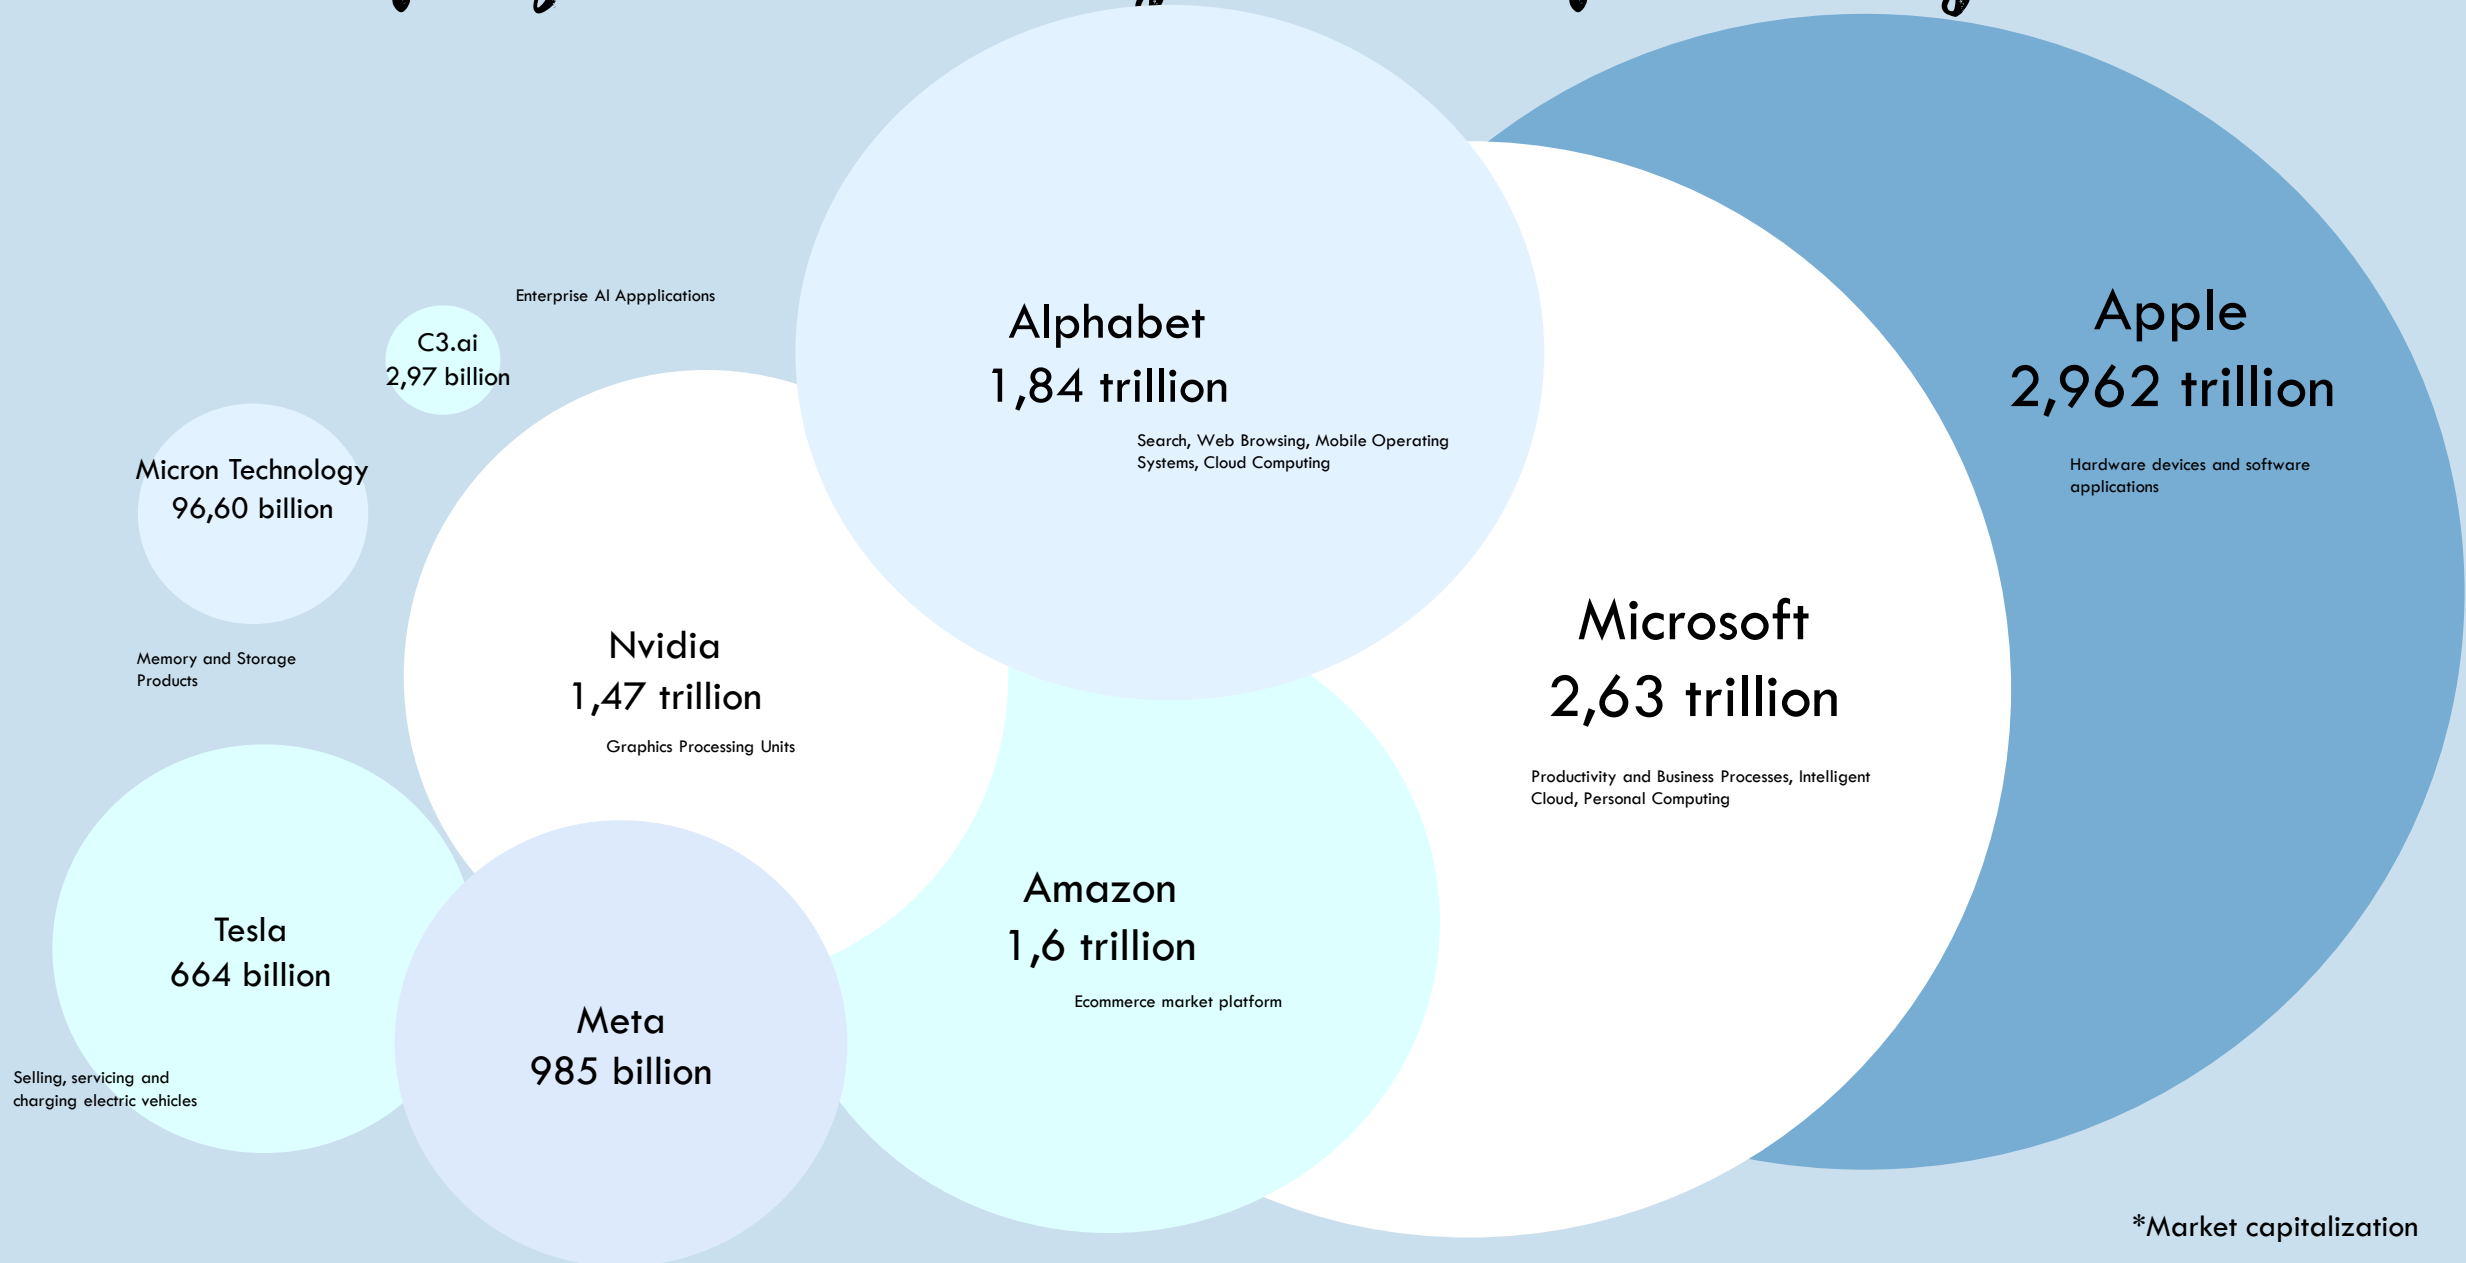 Enterprise AI Appplications
C3.ai
2,97 billion
Micron Technology
96,60 billion
Memory and Storage
Products
Alphabet
1,84 trillion
Search, Web Browsing, Mobile Operating
Systems, Cloud Computing
Apple
2,962 trillion
Hardware devices and software
applications
Nvidia
1,47 trillion
Graphics Processing Units
Microsoft
2,63 trillion
Productivity and Business Processes, Intelligent
Cloud, Personal Computing
Tesla
664 billion
Selling, servicing and
charging electric vehicles
Meta
985 billion
Amazon
1,6 trillion
Ecommerce market platform
*Market capitalization